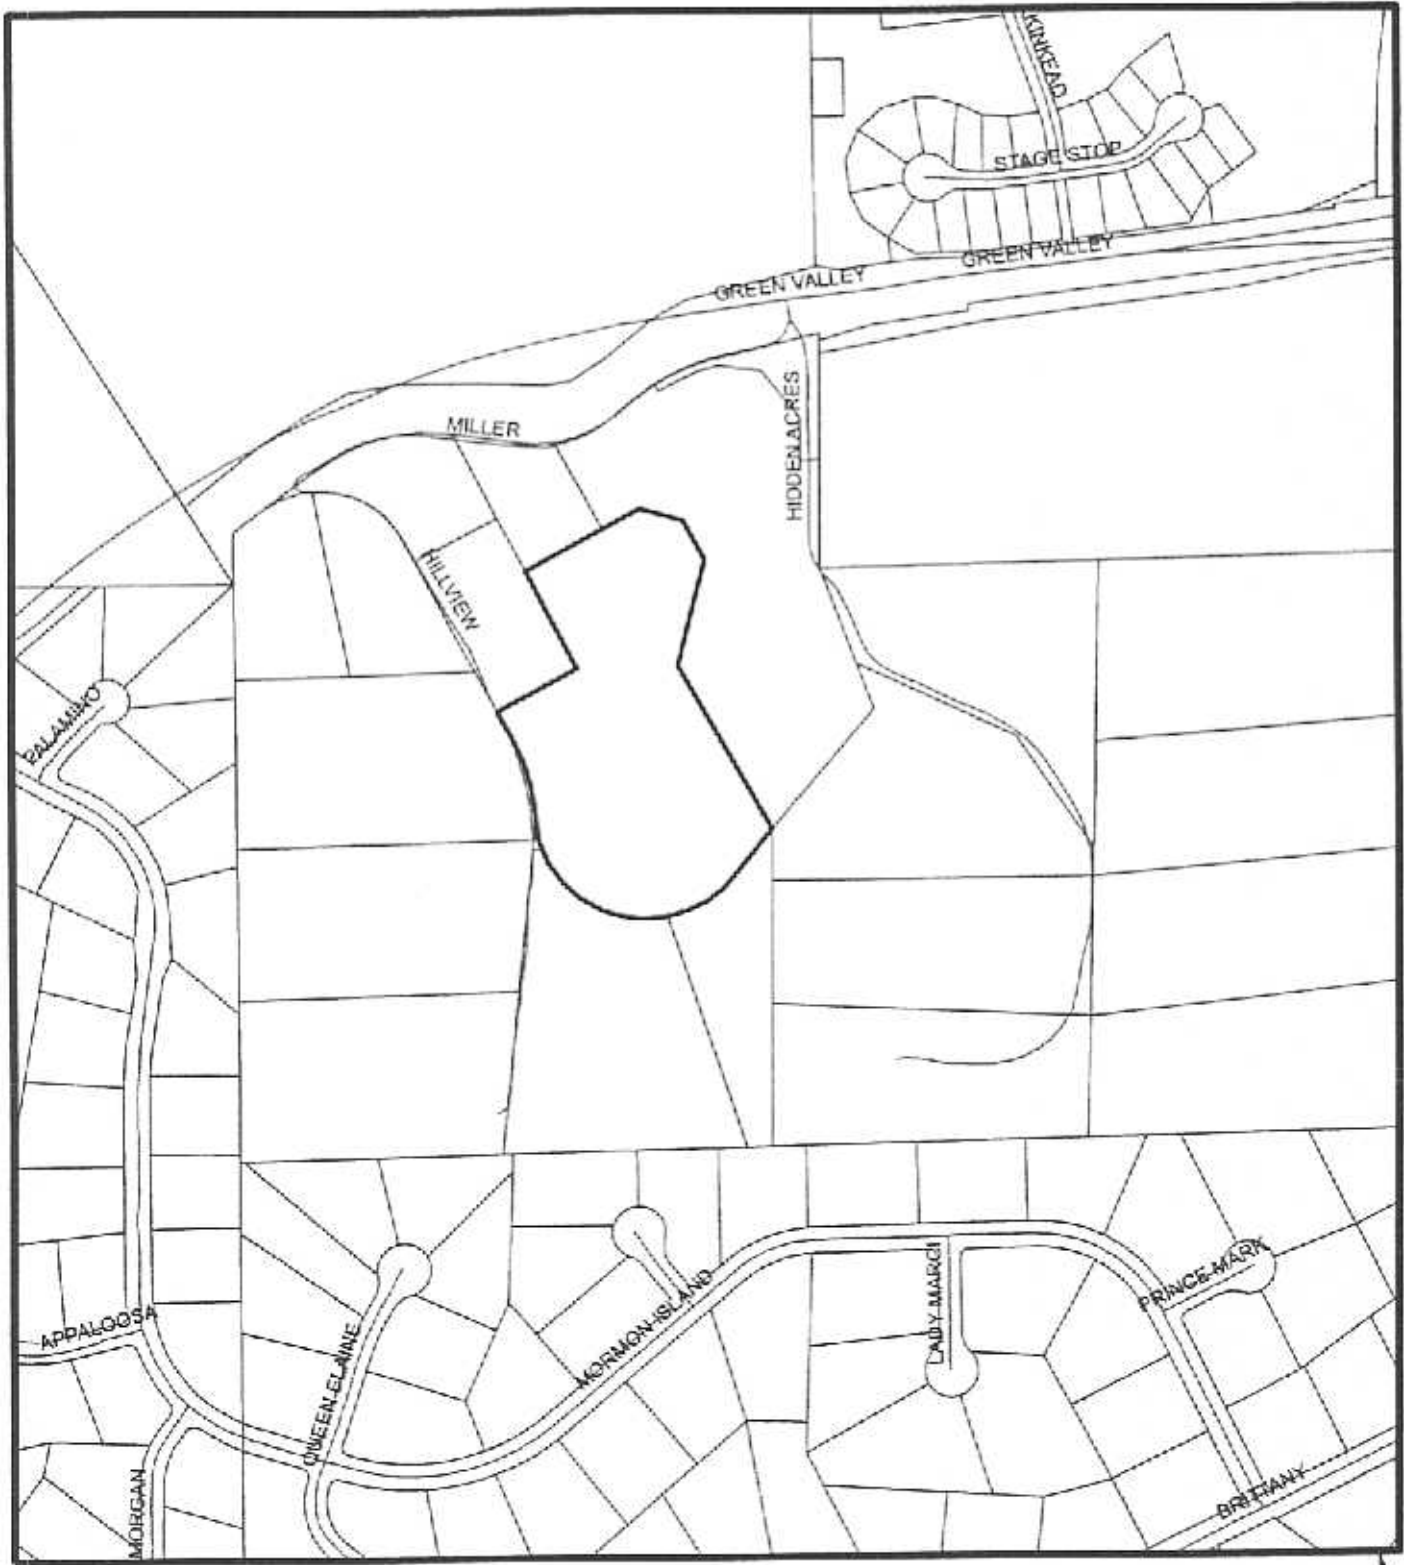 KINKEAD
STAGE STOP
GREEN VALLEY
GREEN VALLEY
HIDDEN ACRES
MILLER
HILLVIEW
PALAMINO
APPALOOSA
QUEEN ELAINE
MORMON ISLAND
LADY MARCI
PRINCE MARK
MORGAN
BRITTANY